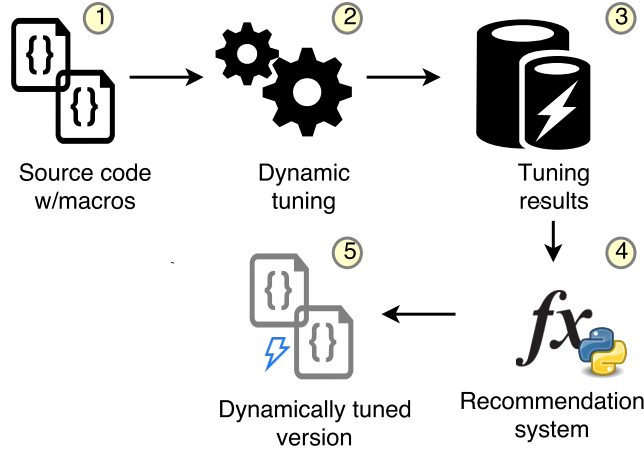 1
2
3
{}
{}
Source code
w/macros
Dynamic
tuning
Tuning
results
4
fx
Recommendation
system
5
{}
{}
Dynamically tuned
version